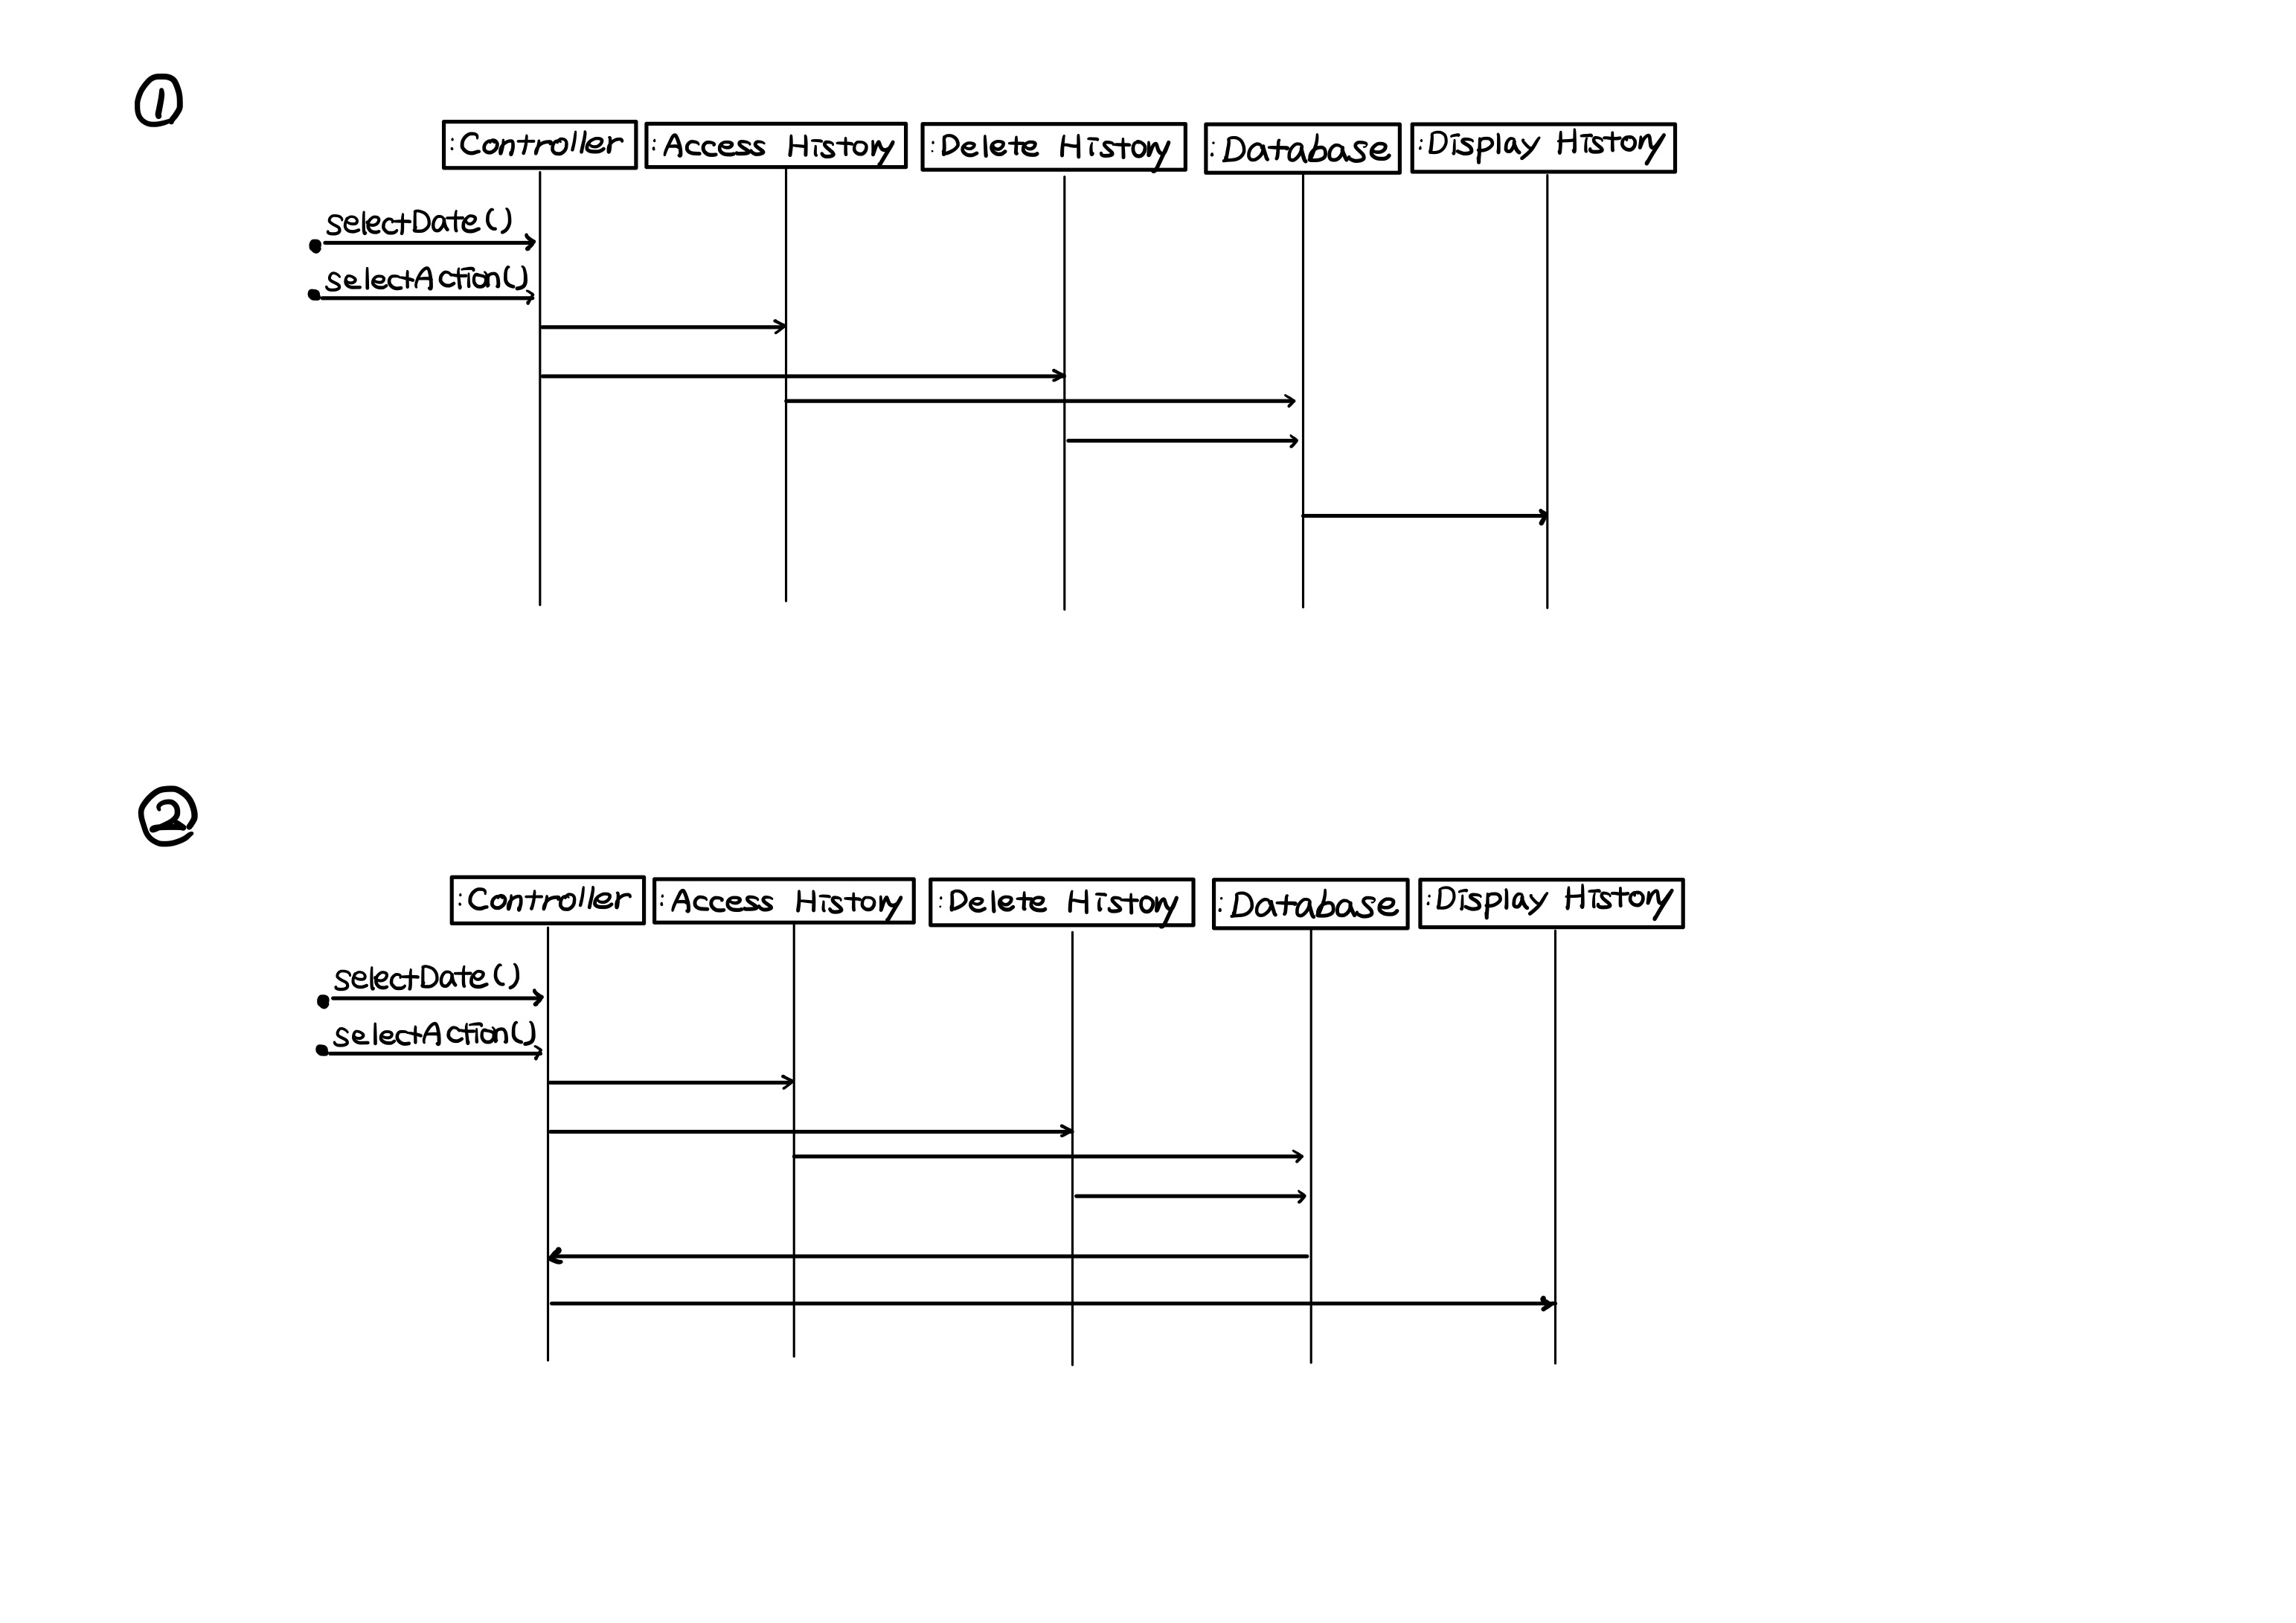 1
:Controller :Access History :Delete History :Database :Display History
selectDate()
selectAction()
2
:Controller :Access History :Delete History :Database :Display History
selectDate()
selectAction()